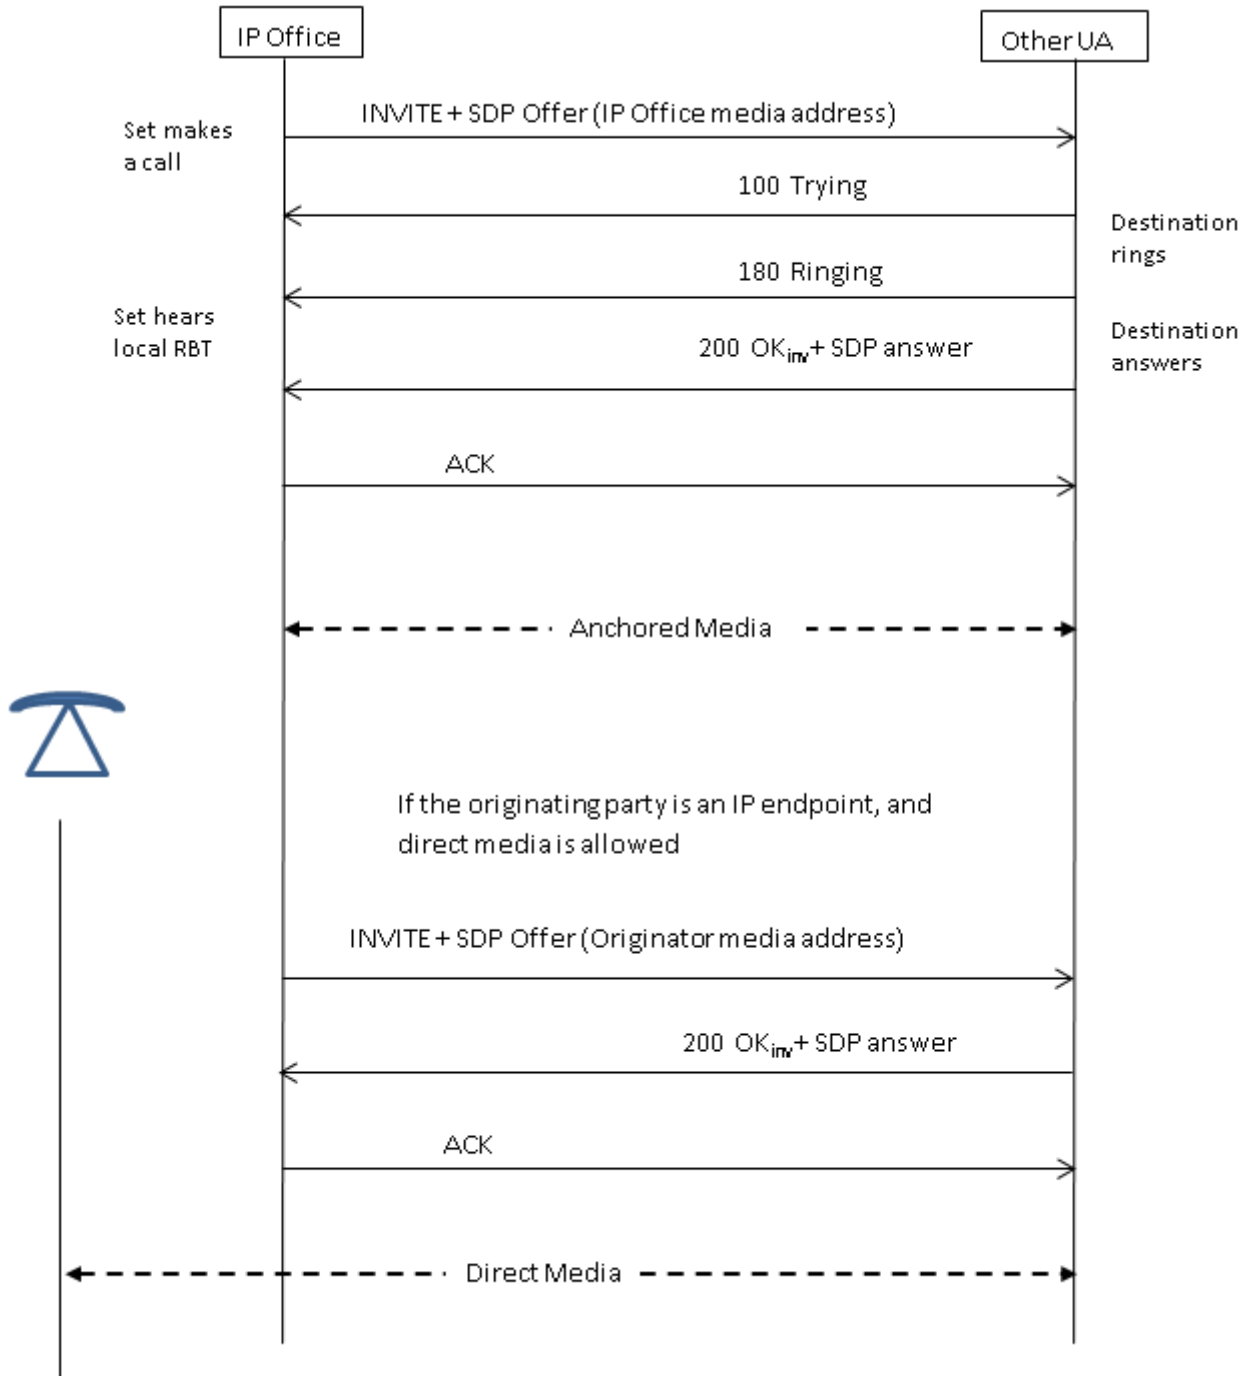 IP Office
Other UA
INVITE + SDP Offer (IP Office media address)
Set makes
a call
100 Trying
Destination
rings
180 Ringing
Set hears
local RBT
200 OKinv + SDP answer
Destination
answers
ACK
Anchored Media
If the originating party is an IP endpoint, and
direct media is allowed
INVITE + SDP Offer (Originator media address)
200 OKinv + SDP answer
ACK
Direct Media